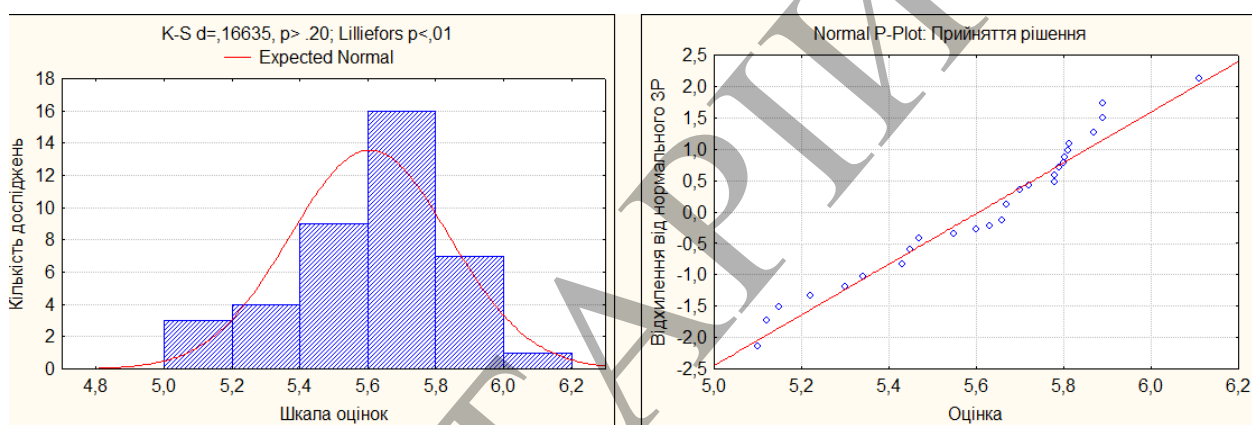 K-S d=,16635, p> .20; Lilliefors p<,01
Expected Normal
Кількість досліджень
18
16
14
12
10
8
6
4
2
0
4,8 5,0 5,2 5,4 5,6 5,8 6,0 6,2
Шкала оцінок
Normal P-Plot: Прийняття рішення
Відхилення від нормального ЗР
2,5
2,0
1,5
1,0
0,5
0,0
-0,5
-1,0
-1,5
-2,0
-2,5
5,0 5,2 5,4 5,6 5,8 6,0 6,2
Оцінка